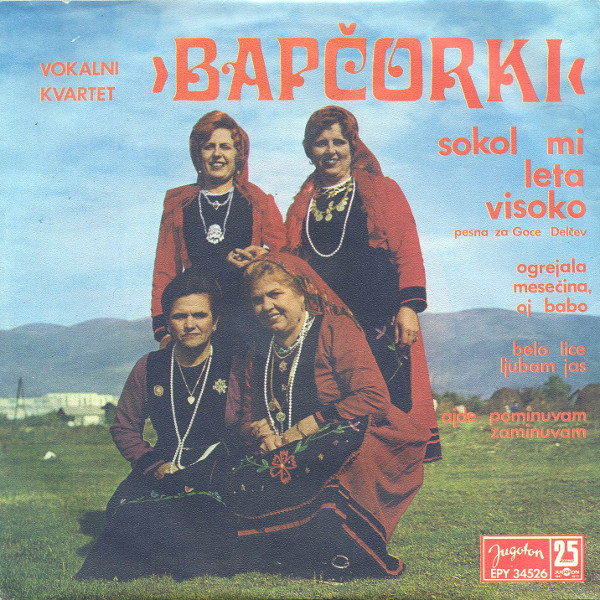 VOKALNI
KVARTET
›BAPČORKI‹
sokol mi
leta
visoko
pesna za Goce Delčev
ogrejala
mesečina,
oj babo
belo lice
ljubam jas
ajde pominuvam
zaminuvam
Jugoton
25
EPY 34526